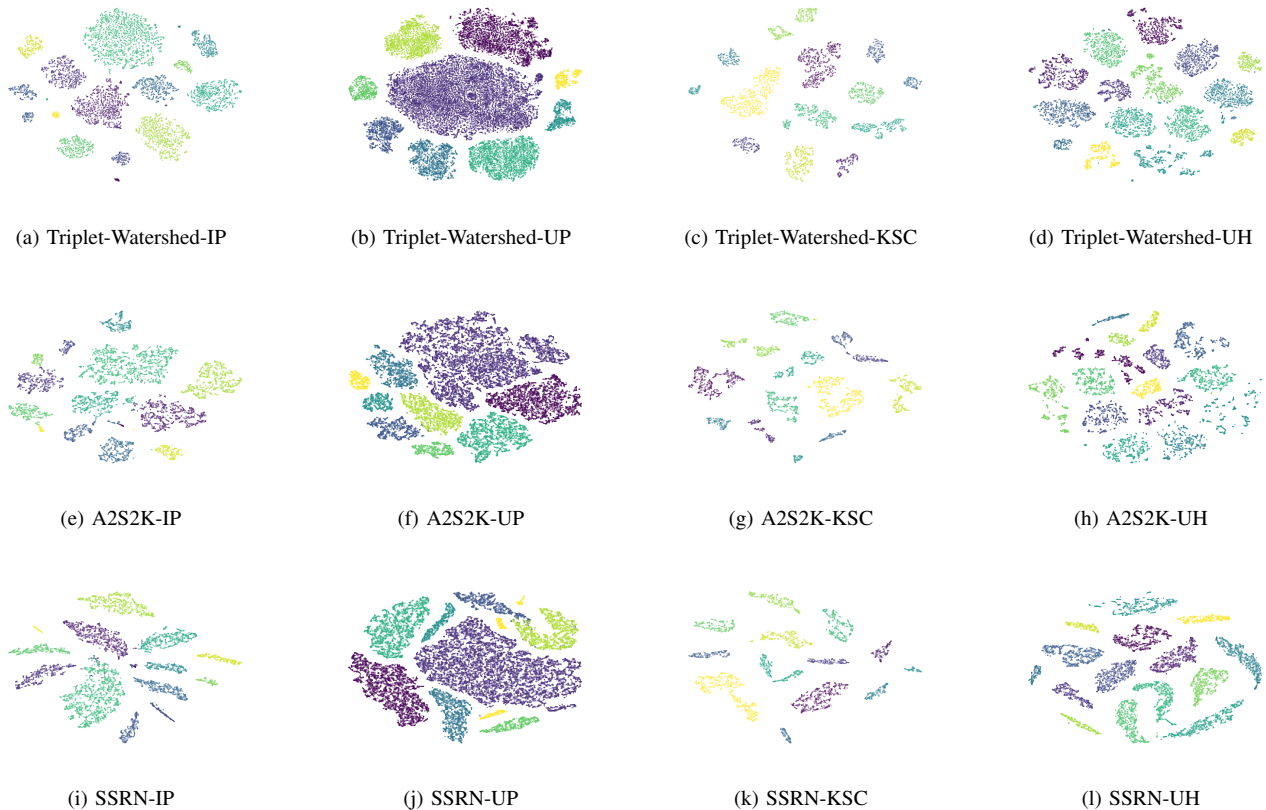 (a) Triplet-Watershed-IP
(b) Triplet-Watershed-UP
(c) Triplet-Watershed-KSC
(d) Triplet-Watershed-UH
(e) A2S2K-IP
(f) A2S2K-UP
(g) A2S2K-KSC
(h) A2S2K-UH
(i) SSRN-IP
(j) SSRN-UP
(k) SSRN-KSC
(l) SSRN-UH